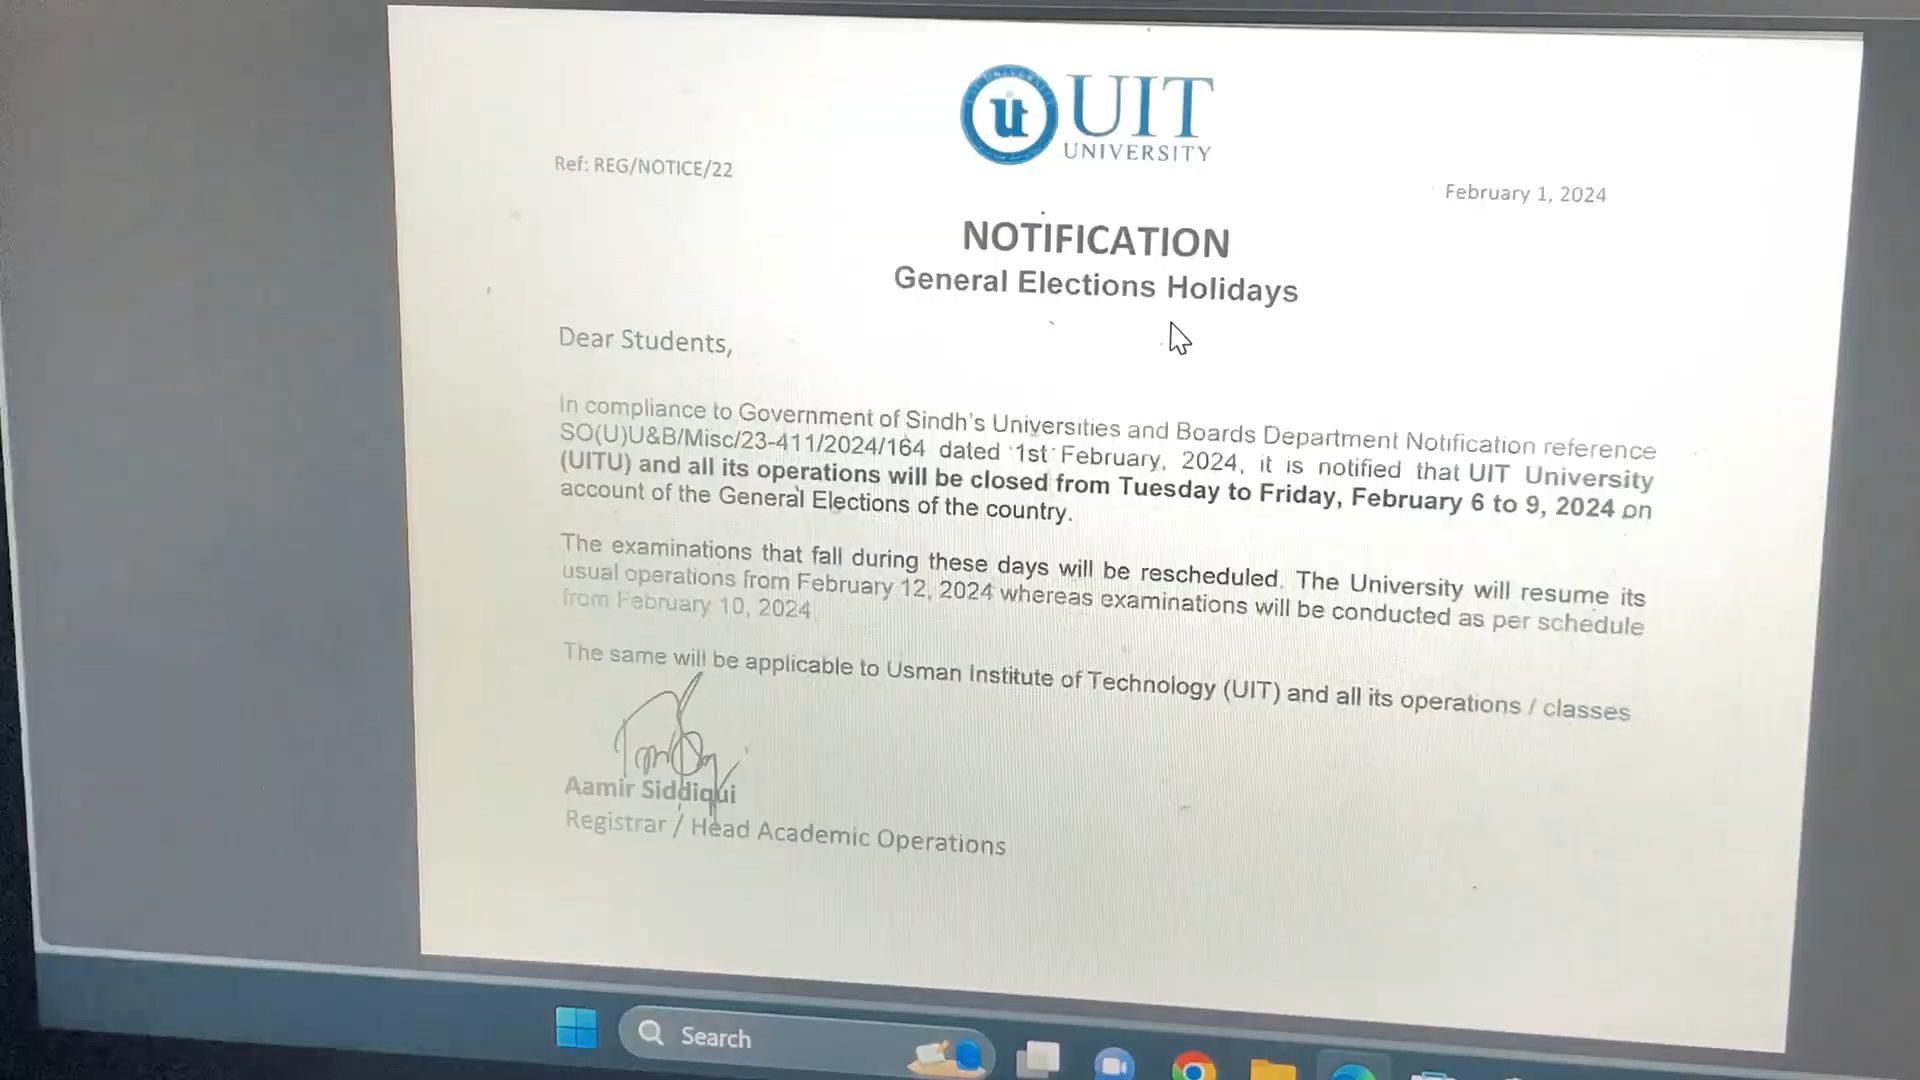 UIT
UNIVERSITY
Ref: REG/NOTICE/22
February 1, 2024
NOTIFICATION
General Elections Holidays
Dear Students,
In compliance to Government of Sindh's Universities and Boards Department Notification reference
SO(U)U&B/Misc/23-411/2024/164 dated 1st February, 2024, it is notified that UIT University
(UITU) and all its operations will be closed from Tuesday to Friday, February 6 to 9, 2024 on
account of the General Elections of the country.
The examinations that fall during these days will be rescheduled. The University will resume its
usual operations from February 12, 2024 whereas examinations will be conducted as per schedule
from February 10, 2024.
The same will be applicable to Usman Institute of Technology (UIT) and all its operations / classes
Aamir Siddiqui
Registrar / Head Academic Operations
Search